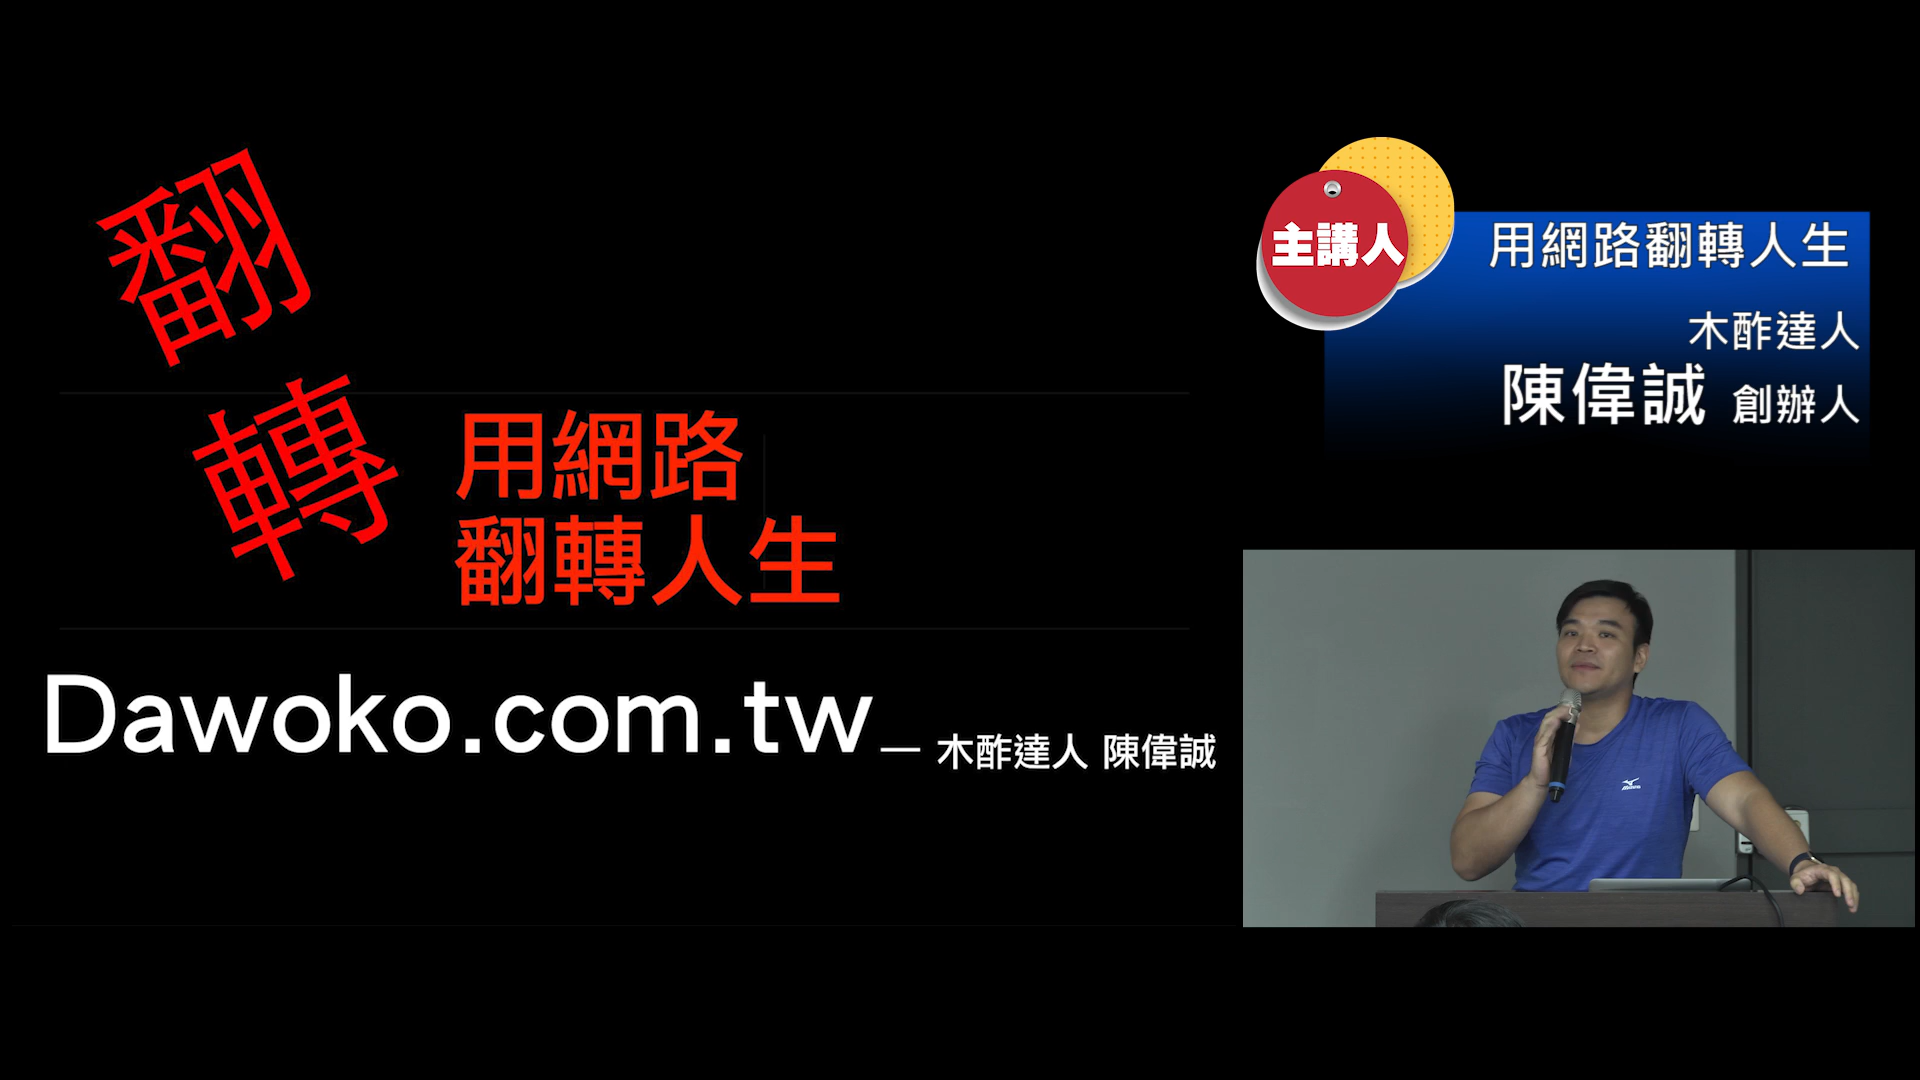 翻
轉
用網路
翻轉人生
Dawoko.com.tw — 木酢達人 陳偉誠
主講人
用網路翻轉人生
木酢達人
陳偉誠 創辦人
MIZUNO